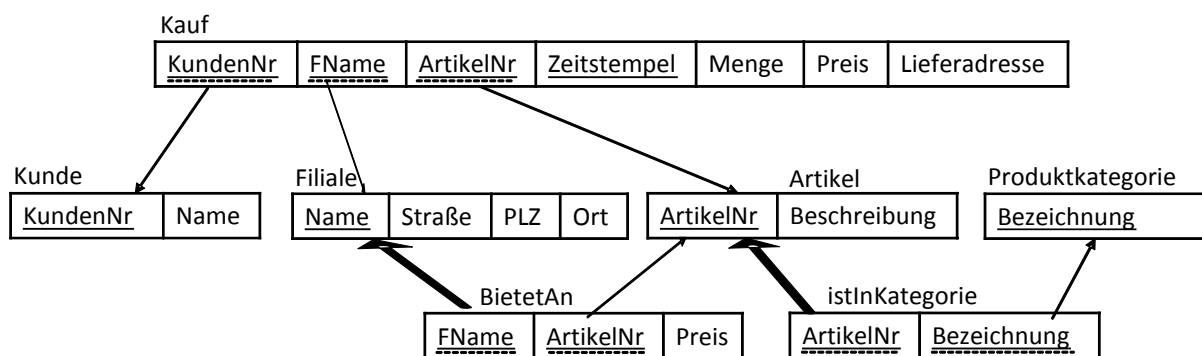 Kauf
KundenNr FName ArtikelNr Zeitstempel Menge Preis Lieferadresse
Kunde Filiale Artikel Produktkategorie
KundenNr Name Name Straße PLZ Ort ArtikelNr Beschreibung Bezeichnung
BietetAn istInKategorie
FName ArtikelNr Preis ArtikelNr Bezeichnung